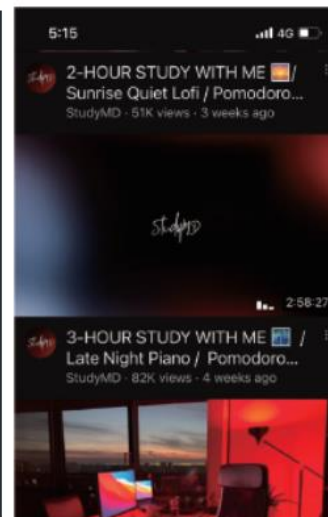 5:15
4G
2-HOUR STUDY WITH ME 🌅/
Sunrise Quiet Lofi / Pomodoro...
StudyMD · 51K views · 3 weeks ago
StudyMD
2:58:27
StudyMD
3-HOUR STUDY WITH ME 🌃 /
Late Night Piano / Pomodoro...
StudyMD · 82K views · 4 weeks ago